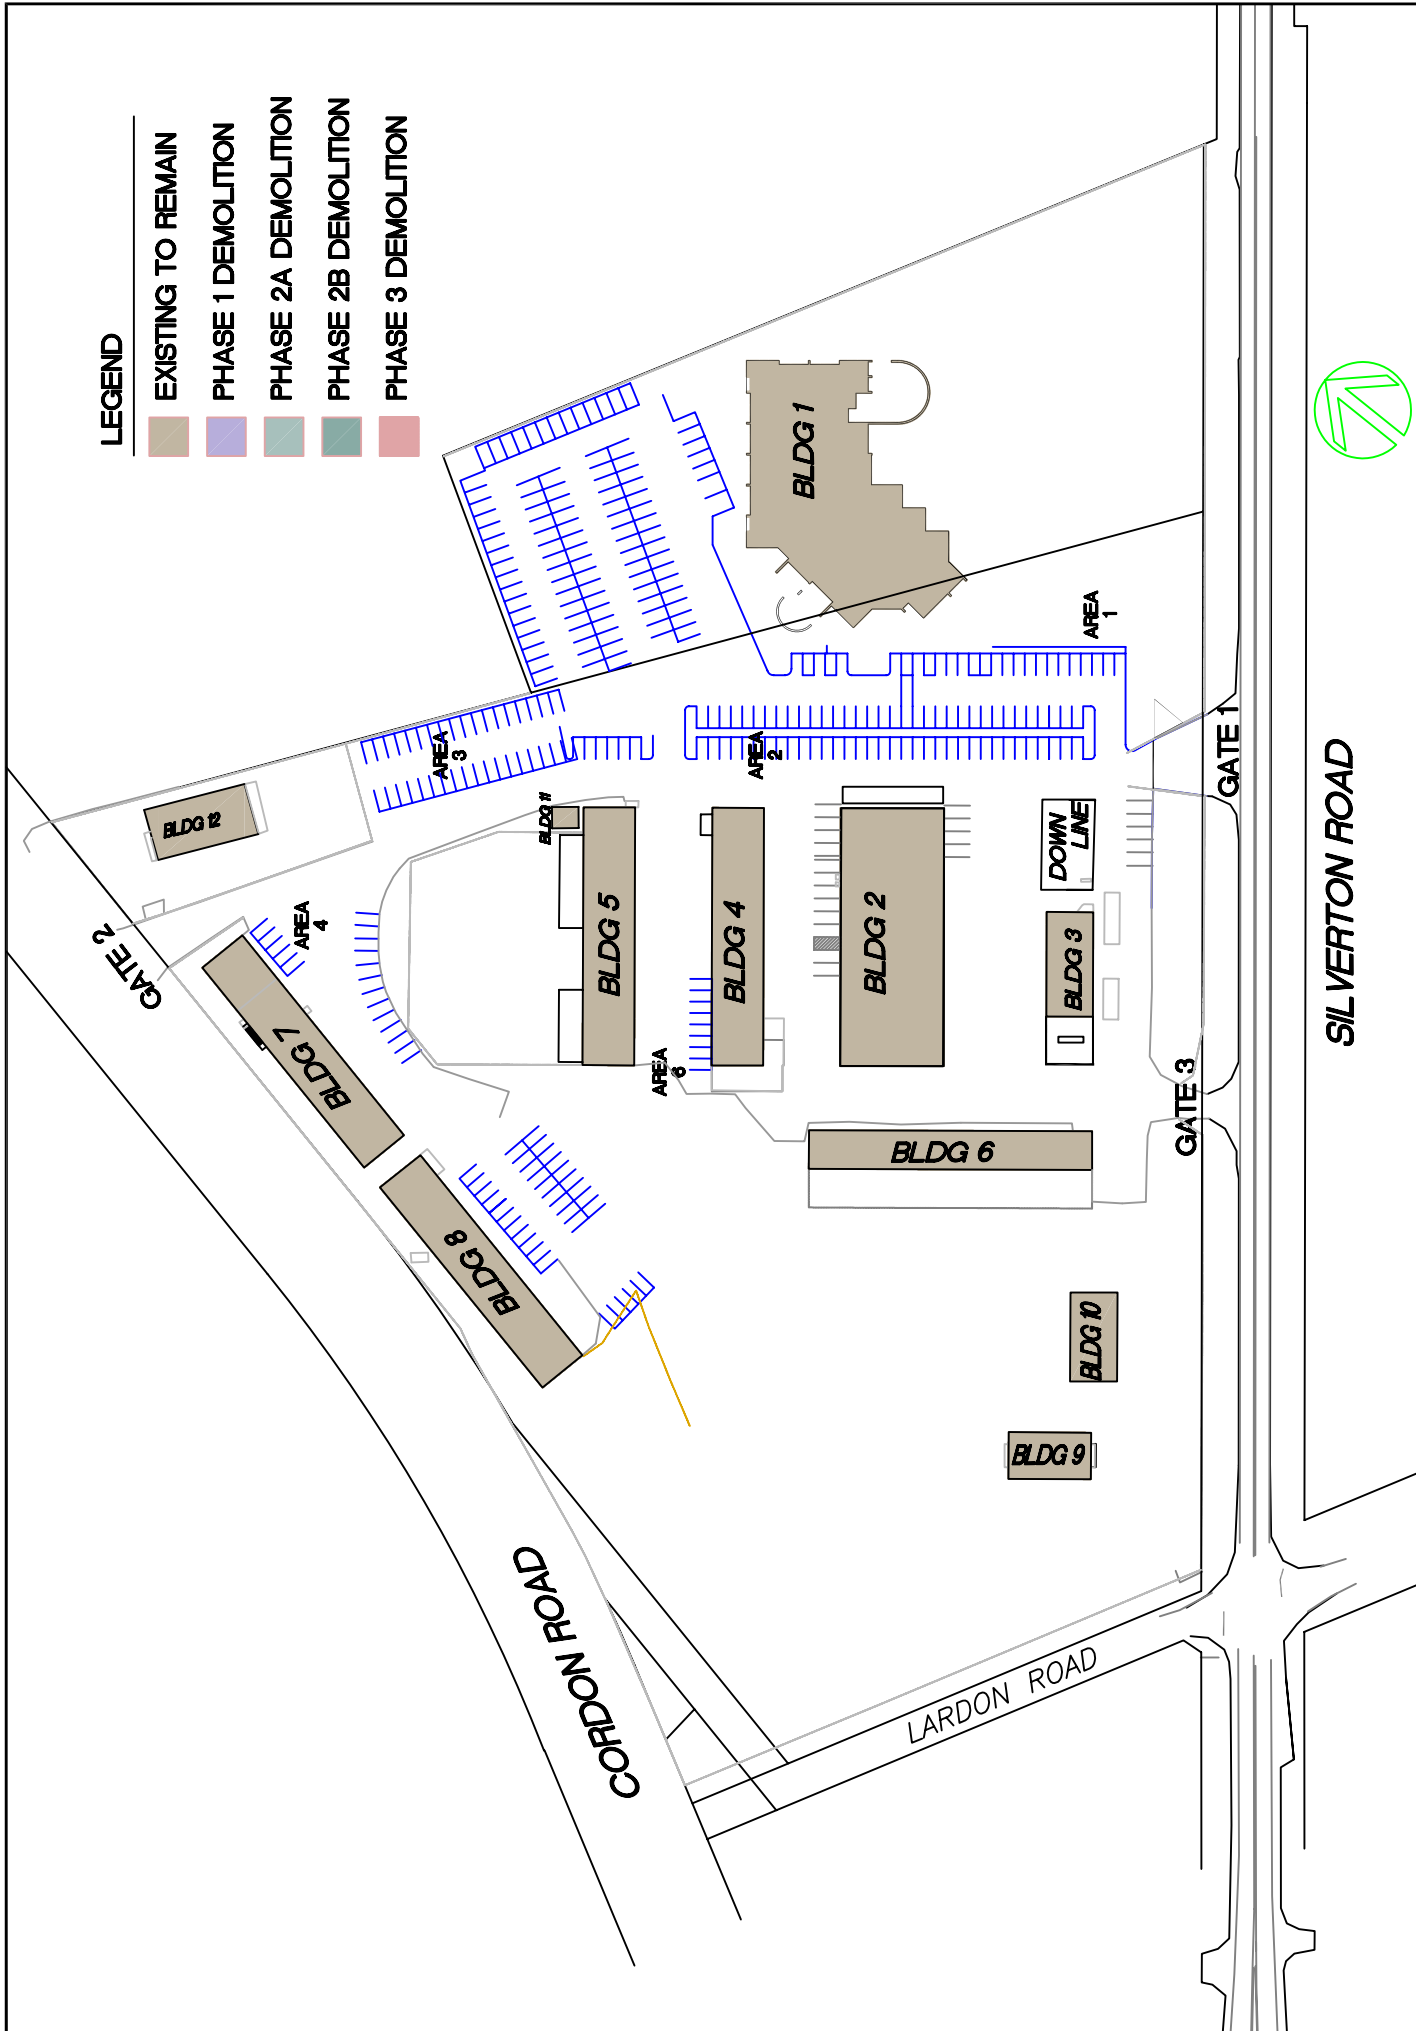 LEGEND
EXISTING TO REMAIN
PHASE 1 DEMOLITION
PHASE 2A DEMOLITION
PHASE 2B DEMOLITION
PHASE 3 DEMOLITION
BLDG 1
AREA
1
AREA
2
AREA
3
BLDG 12
BLDG 11
GATE 1
SILVERTON ROAD
DOWN
LINE
AREA
4
GATE 2
BLDG 5
BLDG 4
BLDG 2
BLDG 3
BLDG 7
AREA
6
GATE 3
BLDG 6
BLDG 8
BLDG 10
BLDG 9
CORDON ROAD
LARDON ROAD